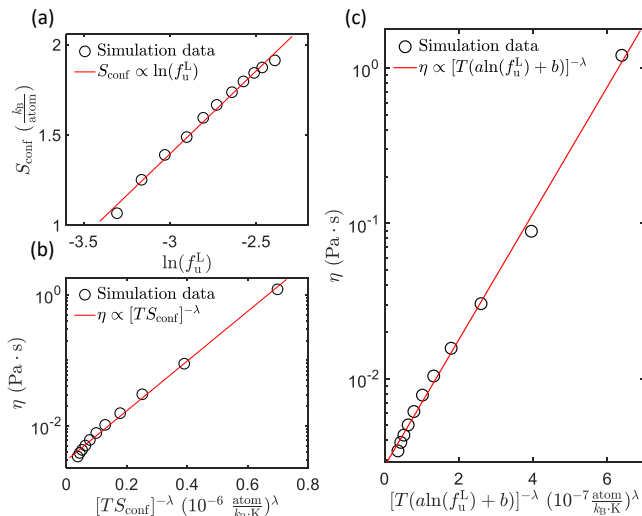 (a)
Simulation data
S_conf ∝ ln(f_u^L)
2
1.5
1
S_conf (k_B/atom)
-3.5 -3 -2.5
ln(f_u^L)
(b)
Simulation data
η ∝ [TS_conf]^-λ
10^0
10^-2
η (Pa · s)
0 0.2 0.4 0.6 0.8
[TS_conf]^-λ (10^-6 atom/k_B·K)^λ
(c)
Simulation data
η ∝ [T(aln(f_u^L) + b)]^-λ
10^0
10^-1
10^-2
η (Pa · s)
0 2 4 6
[T(aln(f_u^L) + b)]^-λ (10^-7 atom/k_B·K)^λ